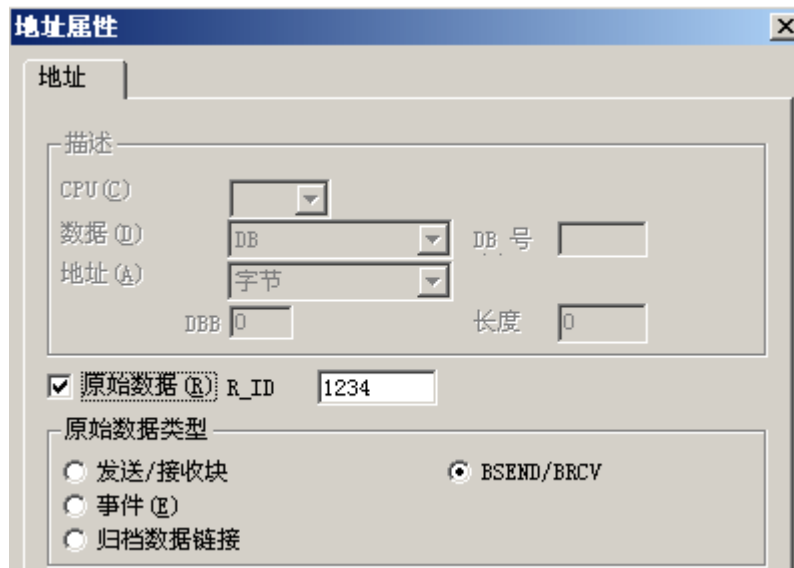 地址属性
地址
描述
CPU(C)
数据(D) DB DB 号
地址(A) 字节
DBB 0 长度 0
原始数据(R) R_ID 1234
原始数据类型
发送/接收块 BSEND/BRCV
事件(E)
归档数据链接